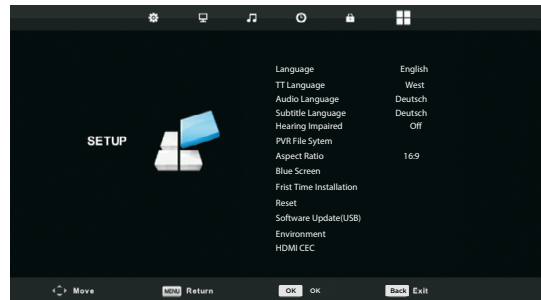 SETUP
Language English
TT Language West
Audio Language Deutsch
Subtitle Language Deutsch
Hearing Impaired Off
PVR File Sytem
Aspect Ratio 16:9
Blue Screen
Frist Time Installation
Reset
Software Update(USB)
Environment
HDMI CEC
Move MENU Return OK OK Back Exit